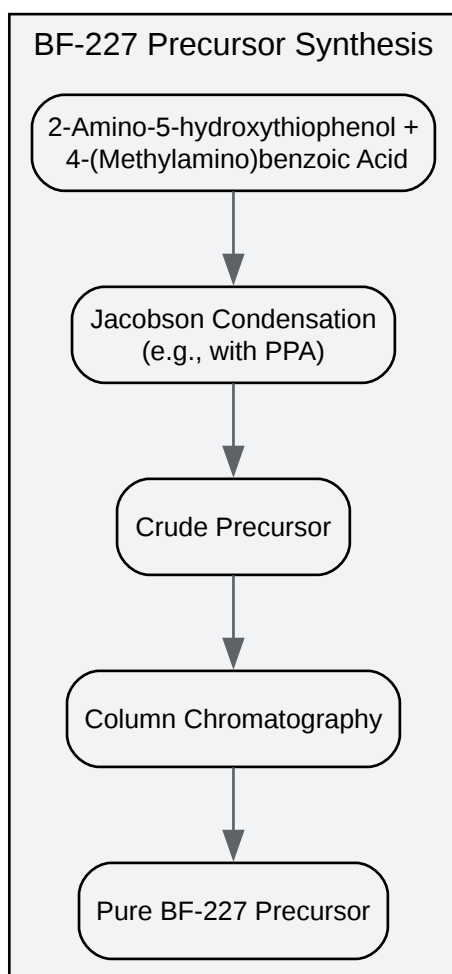 BF-227 Precursor Synthesis
2-Amino-5-hydroxythiophenol +
4-(Methylamino)benzoic Acid
Jacobson Condensation
(e.g., with PPA)
Crude Precursor
Column Chromatography
Pure BF-227 Precursor